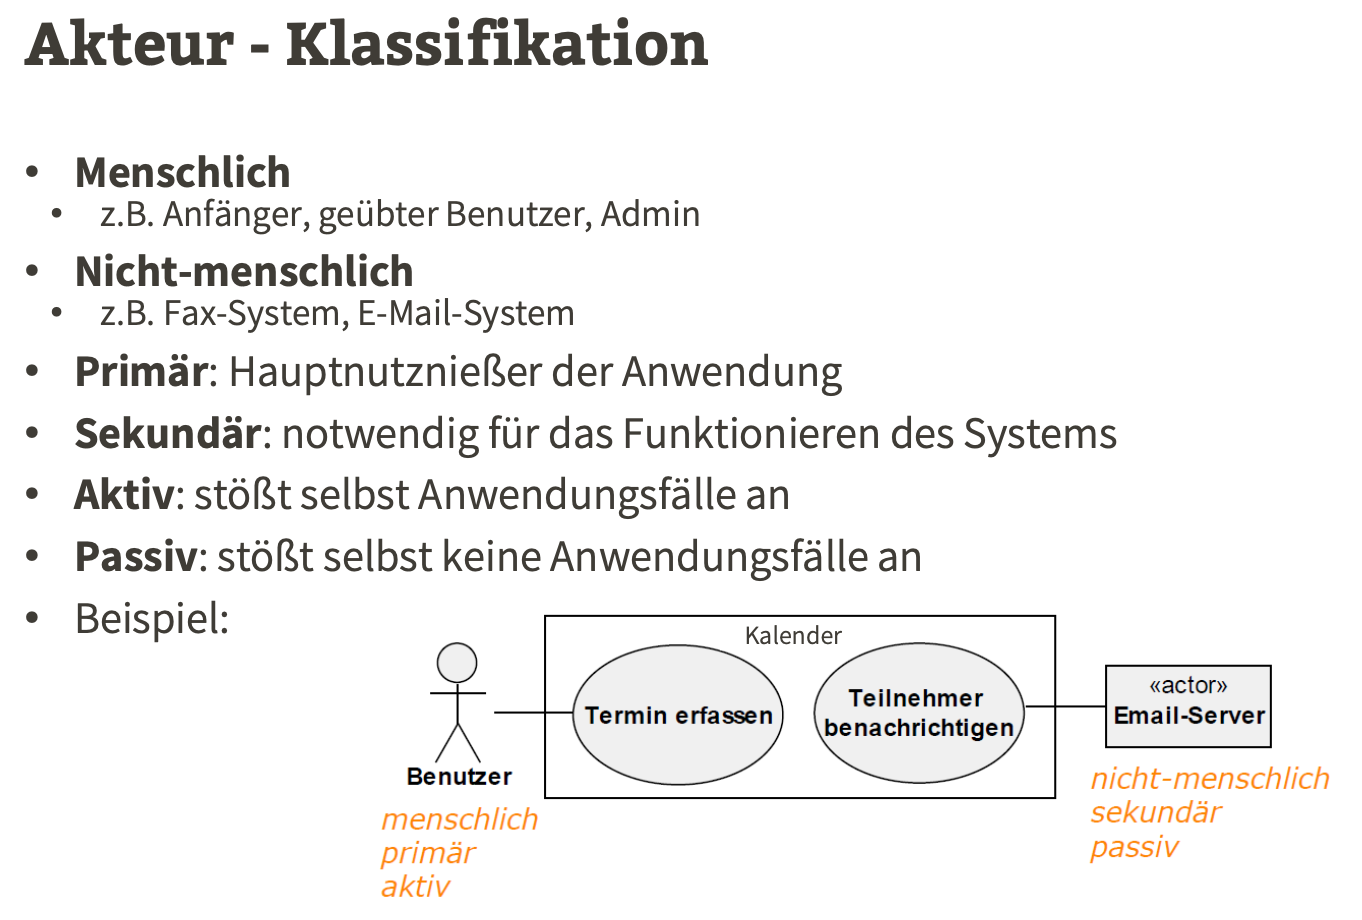 Akteur - Klassifikation
• Menschlich
• z.B. Anfänger, geübter Benutzer, Admin
• Nicht-menschlich
• z.B. Fax-System, E-Mail-System
• Primär: Hauptnutznießer der Anwendung
• Sekundär: notwendig für das Funktionieren des Systems
• Aktiv: stößt selbst Anwendungsfälle an
• Passiv: stößt selbst keine Anwendungsfälle an
• Beispiel:
Kalender
Benutzer
menschlich
primär
aktiv
Termin erfassen
Teilnehmer
benachrichtigen
«actor»
Email-Server
nicht-menschlich
sekundär
passiv